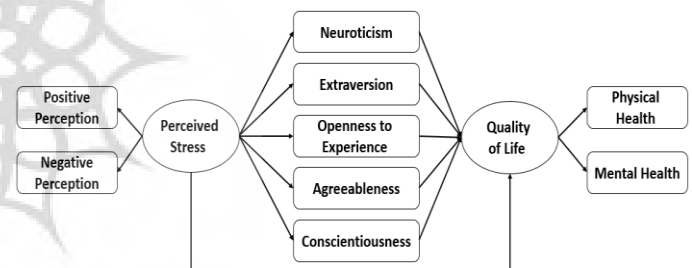 Neuroticism
Extraversion
Positive
Perception
Perceived
Stress
Openness to
Experience
Quality
of Life
Physical
Health
Negative
Perception
Agreeableness
Mental Health
Conscientiousness